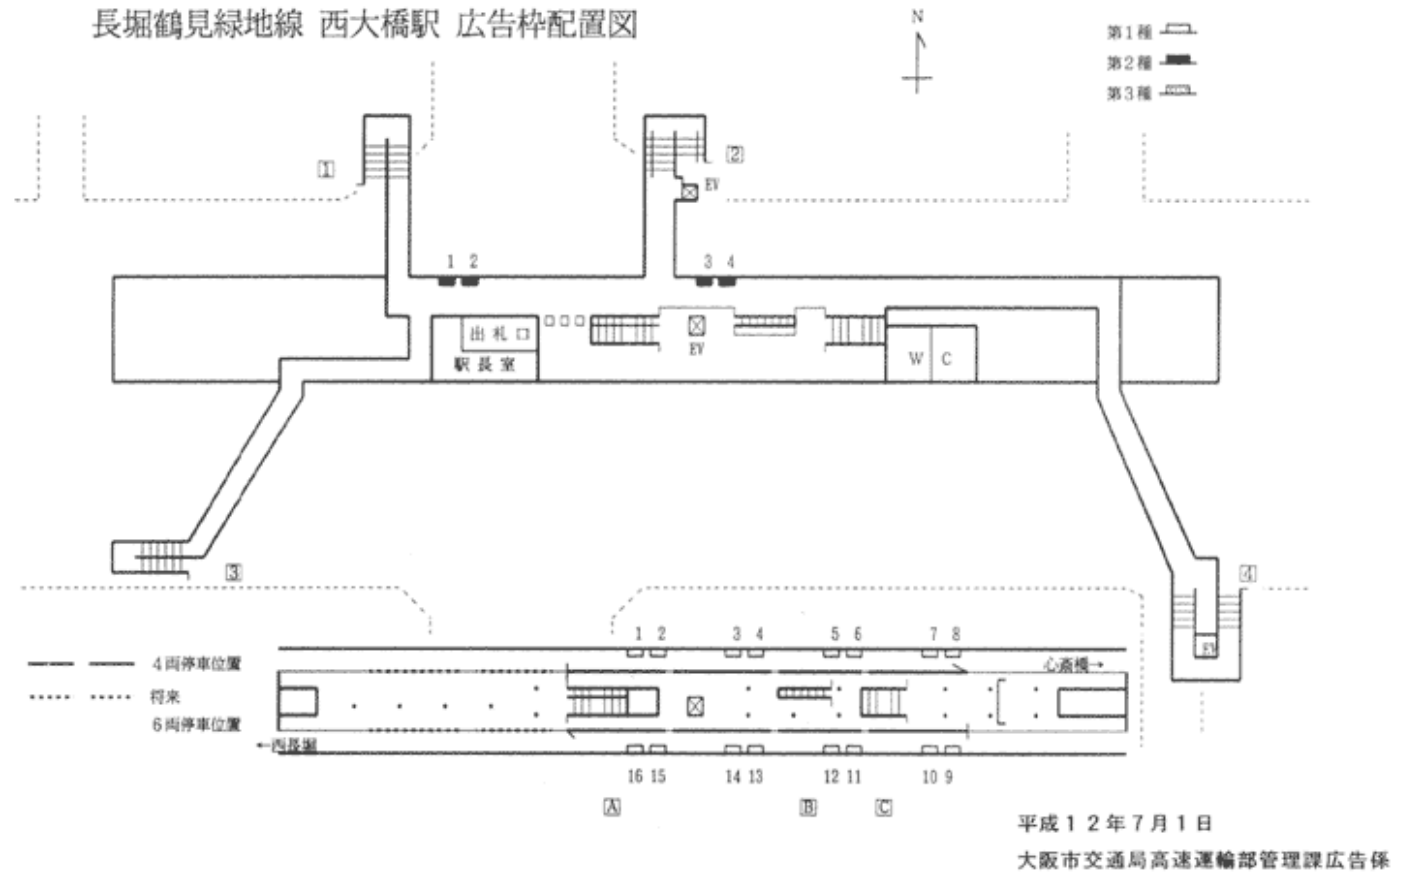 長堀鶴見緑地線 西大橋駅 広告枠配置図
N
第1種
第2種
第3種
1
2
EV
1 2
3 4
出札口
駅長室
EV
W C
3
4
EV
1 2 3 4 5 6 7 8
4両停車位置
将来
6両停車位置
心斎橋→
←西長堀
16 15 14 13 12 11 10 9
A B C
平成12年7月1日
大阪市交通局高速運輸部管理課広告係